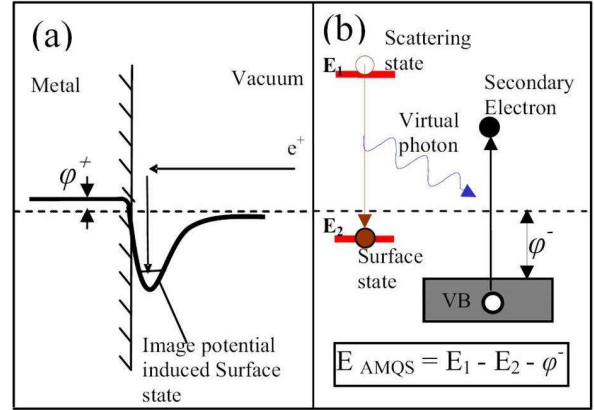 (a)
Metal
Vacuum
φ⁺
e⁺
Image potential
induced Surface
state
(b)
E₁
Scattering
state
Secondary
Electron
Virtual
photon
E₂
Surface
state
φ⁻
VB
E AMQS = E₁ - E₂ - φ⁻